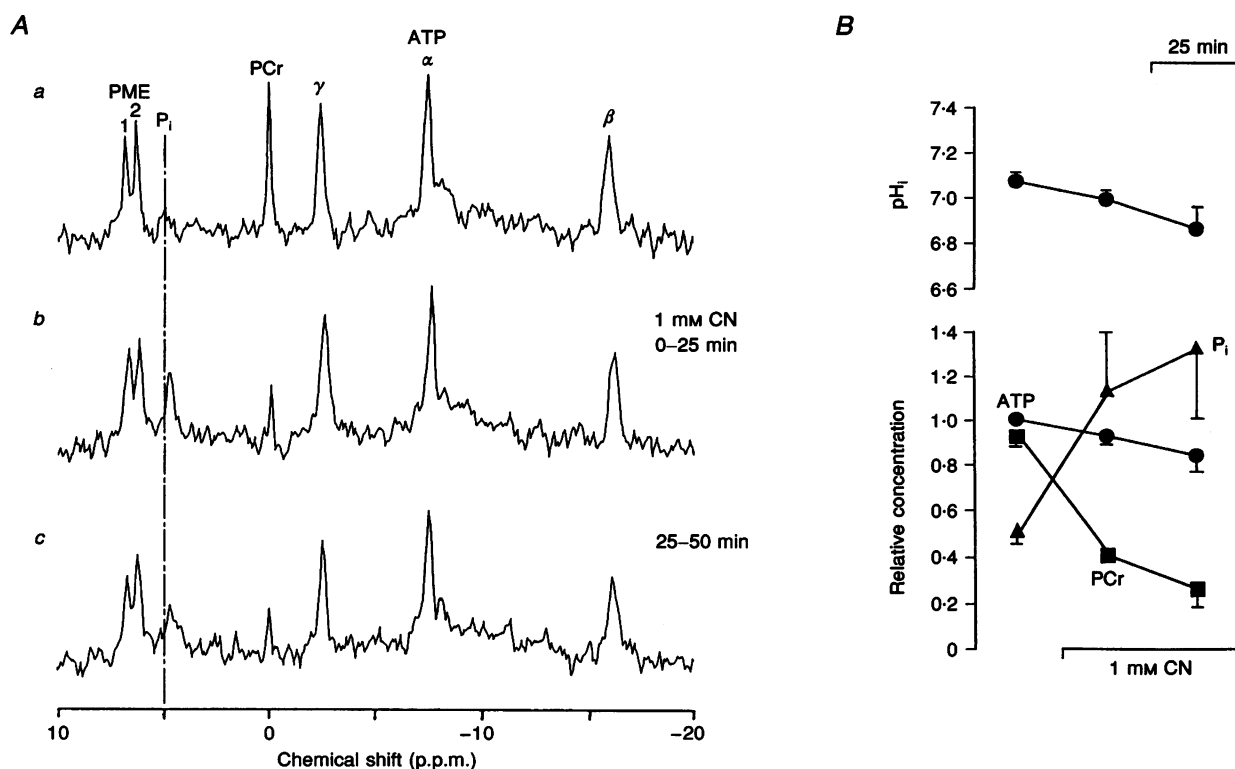 A
a
PME
1 2
Pi
PCr
γ
ATP
α
β
b
1 mM CN
0–25 min
c
25–50 min
10 0 −10 −20
Chemical shift (p.p.m.)
B
25 min
7·4
7·2
7·0
6·8
6·6
pHi
1·4
1·2
1·0
0·8
0·6
0·4
0·2
0
Relative concentration
Pi
ATP
PCr
1 mM CN